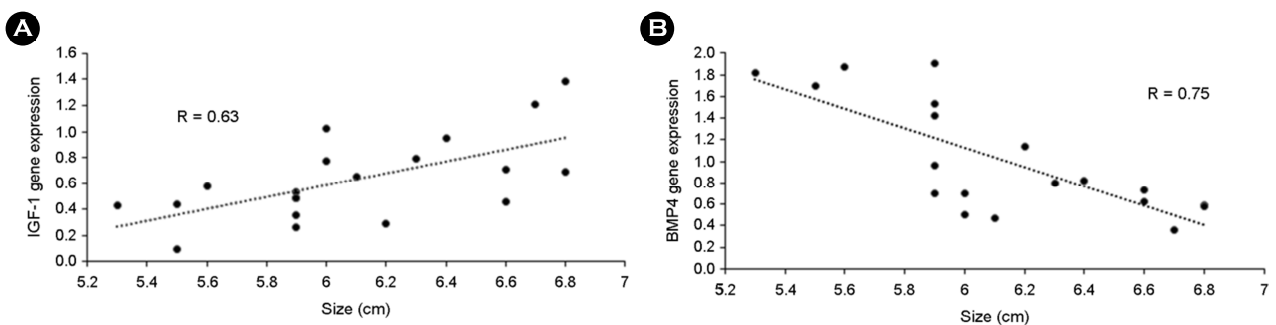 A
IGF-1 gene expression
1.6
1.4
1.2
1.0
0.8
0.6
0.4
0.2
0.0
R = 0.63
5.2 5.4 5.6 5.8 6 6.2 6.4 6.6 6.8 7
Size (cm)
B
BMP4 gene expression
2.0
1.8
1.6
1.4
1.2
1.0
0.8
0.6
0.4
0.2
0.0
R = 0.75
5.2 5.4 5.6 5.8 6 6.2 6.4 6.6 6.8 7
Size (cm)